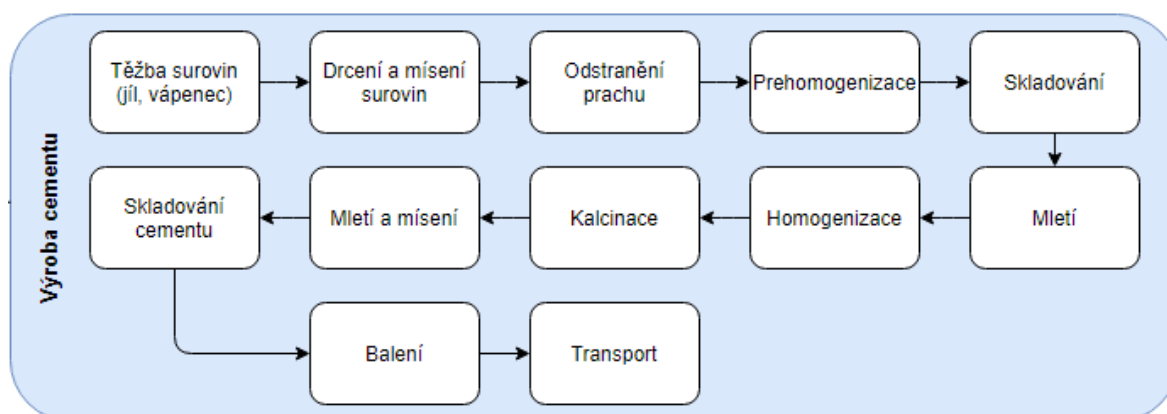 Výroba cementu
Těžba surovin
(jíl, vápenec)
Drcení a mísení
surovin
Odstranění
prachu
Prehomogenizace
Skladování
Mletí
Homogenizace
Kalcinace
Mletí a mísení
Skladování
cementu
Balení
Transport